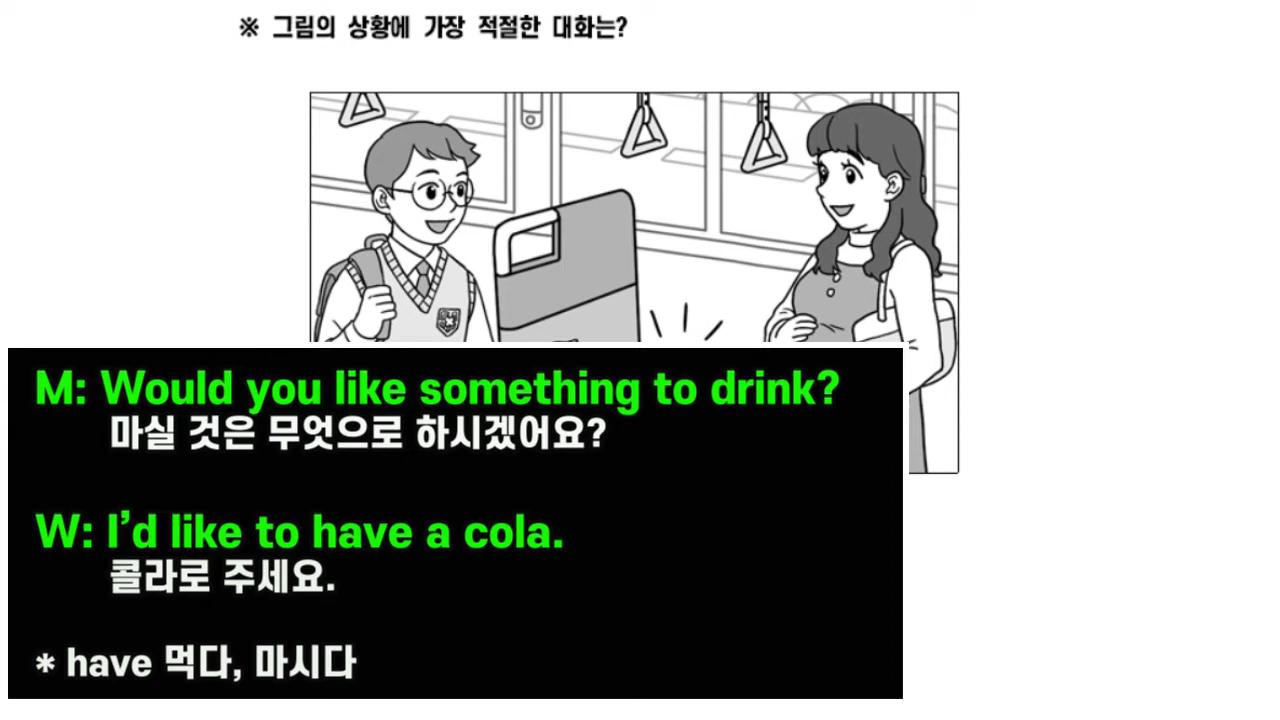 ※ 그림의 상황에 가장 적절한 대화는?
M: Would you like something to drink?
마실 것은 무엇으로 하시겠어요?
W: I’d like to have a cola.
콜라로 주세요.
* have 먹다, 마시다